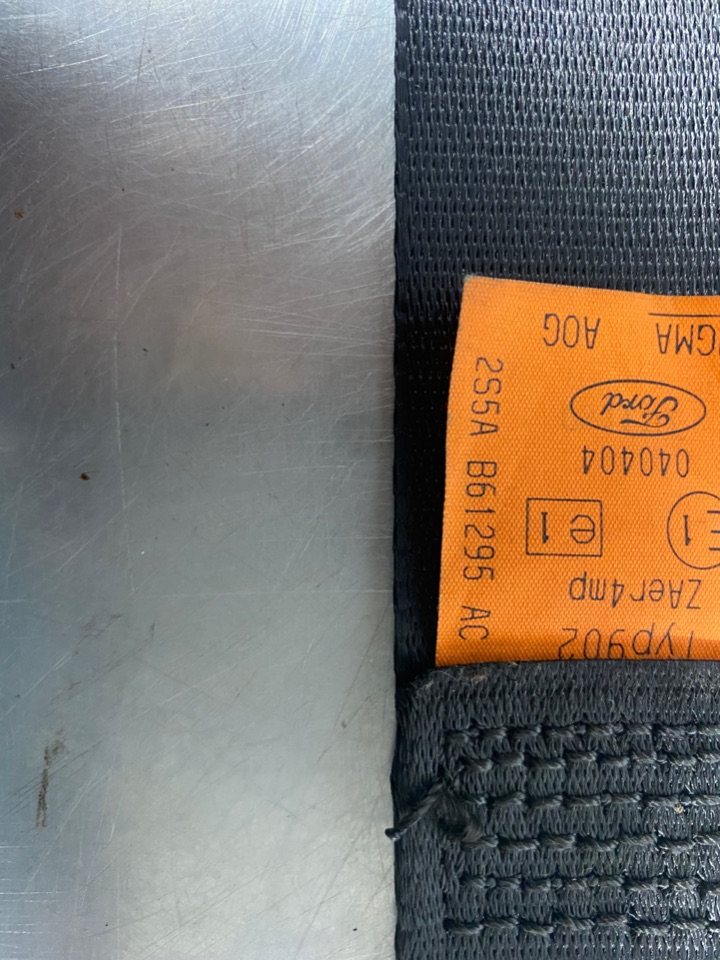 Typ902
ZAer4mp
E1 e1
040404
Ford
GMA AOG
2S5A B61295 AC